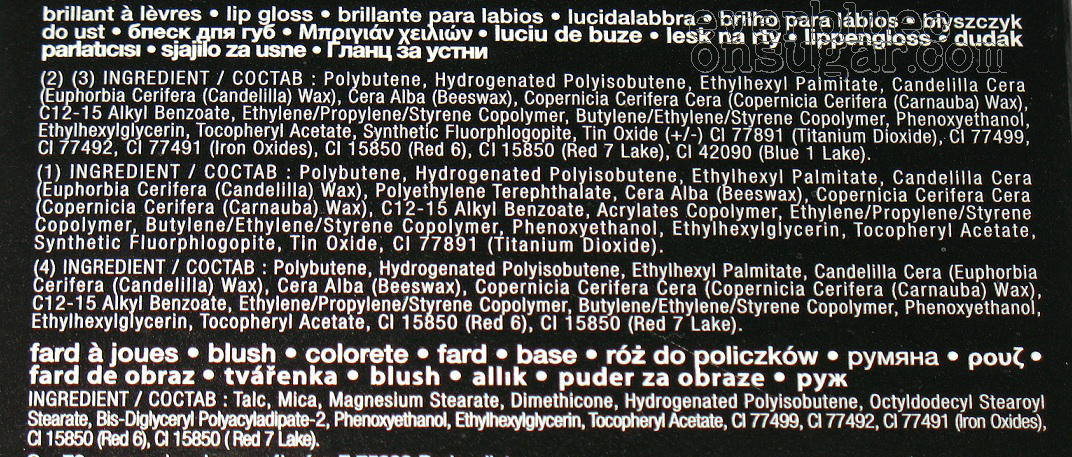 brillant à lèvres • lip gloss • brillante para labios • lucidalabbra • brilho para lábios • błyszczyk
do ust • блеск для губ • Μπριγιάν χειλιών • luciu de buze • lesk na rty • lippengloss • dudak
parlatıcısı • sjajilo za usne • Гланц за устни
onsugar.com
(2) (3) INGREDIENT / COCTAB : Polybutene, Hydrogenated Polyisobutene, Ethylhexyl Palmitate, Candelilla Cera
(Euphorbia Cerifera (Candelilla) Wax), Cera Alba (Beeswax), Copernicia Cerifera Cera (Copernicia Cerifera (Carnauba) Wax),
C12-15 Alkyl Benzoate, Ethylene/Propylene/Styrene Copolymer, Butylene/Ethylene/Styrene Copolymer, Phenoxyethanol,
Ethylhexylglycerin, Tocopheryl Acetate, Synthetic Fluorphlogopite, Tin Oxide (+/-) CI 77891 (Titanium Dioxide), CI 77499,
CI 77492, CI 77491 (Iron Oxides), CI 15850 (Red 6), CI 15850 (Red 7 Lake), CI 42090 (Blue 1 Lake).
(1) INGREDIENT / COCTAB : Polybutene, Hydrogenated Polyisobutene, Ethylhexyl Palmitate, Candelilla Cera
(Euphorbia Cerifera (Candelilla) Wax), Polyethylene Terephthalate, Cera Alba (Beeswax), Copernicia Cerifera Cera
(Copernicia Cerifera (Carnauba) Wax), C12-15 Alkyl Benzoate, Acrylates Copolymer, Ethylene/Propylene/Styrene
Copolymer, Butylene/Ethylene/Styrene Copolymer, Phenoxyethanol, Ethylhexylglycerin, Tocopheryl Acetate,
Synthetic Fluorphlogopite, Tin Oxide, CI 77891 (Titanium Dioxide).
(4) INGREDIENT / COCTAB : Polybutene, Hydrogenated Polyisobutene, Ethylhexyl Palmitate, Candelilla Cera (Euphorbia
Cerifera (Candelilla) Wax), Cera Alba (Beeswax), Copernicia Cerifera Cera (Copernicia Cerifera (Carnauba) Wax),
C12-15 Alkyl Benzoate, Ethylene/Propylene/Styrene Copolymer, Butylene/Ethylene/Styrene Copolymer, Phenoxyethanol,
Ethylhexylglycerin, Tocopheryl Acetate, CI 15850 (Red 6), CI 15850 (Red 7 Lake).
fard à joues • blush • colorete • fard • base • róż do policzków • румяна • ρουζ •
fard de obraz • tvářenka • blush • allık • puder za obraze • руж
INGREDIENT / COCTAB : Talc, Mica, Magnesium Stearate, Dimethicone, Hydrogenated Polyisobutene, Octyldodecyl Stearoyl
Stearate, Bis-Diglyceryl Polyacyladipate-2, Phenoxyethanol, Ethylhexylglycerin, Tocopheryl Acetate, CI 77499, CI 77492, CI 77491 (Iron Oxides),
CI 15850 (Red 6), CI 15850 ( Red 7 Lake).